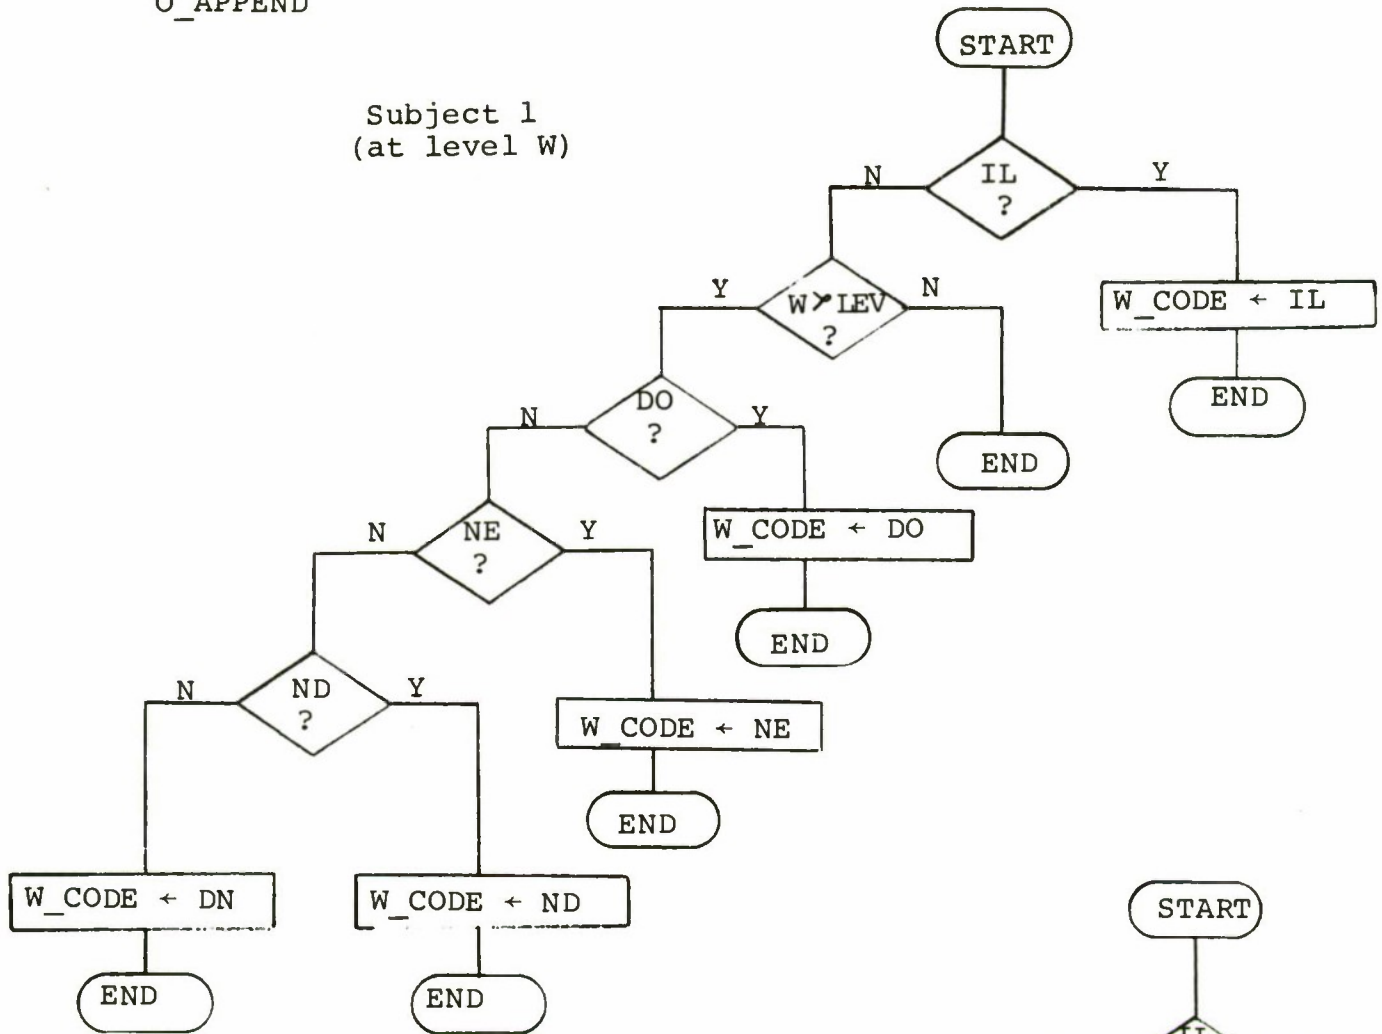 O_APPEND
START
Subject 1
(at level W)
IL
?
N
Y
W≻LEV
?
Y
N
W_CODE ← IL
END
DO
?
N
Y
END
W_CODE ← DO
NE
?
N
Y
END
ND
?
N
Y
W_CODE ← NE
END
W_CODE ← DN
W_CODE ← ND
START
END
END